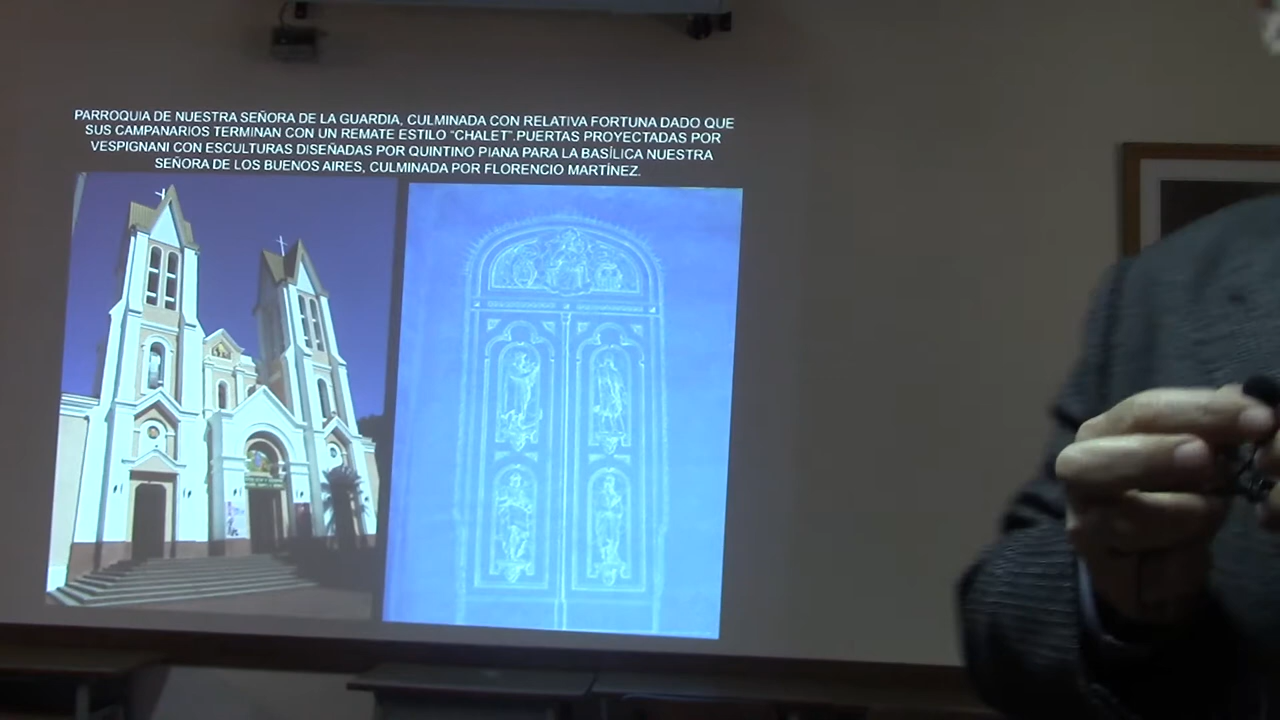 PARROQUIA DE NUESTRA SEÑORA DE LA GUARDIA, CULMINADA CON RELATIVA FORTUNA DADO QUE
SUS CAMPANARIOS TERMINAN CON UN REMATE ESTILO "CHALET".PUERTAS PROYECTADAS POR
VESPIGNANI CON ESCULTURAS DISEÑADAS POR QUINTINO PIANA PARA LA BASÍLICA NUESTRA
SEÑORA DE LOS BUENOS AIRES, CULMINADA POR FLORENCIO MARTÍNEZ.